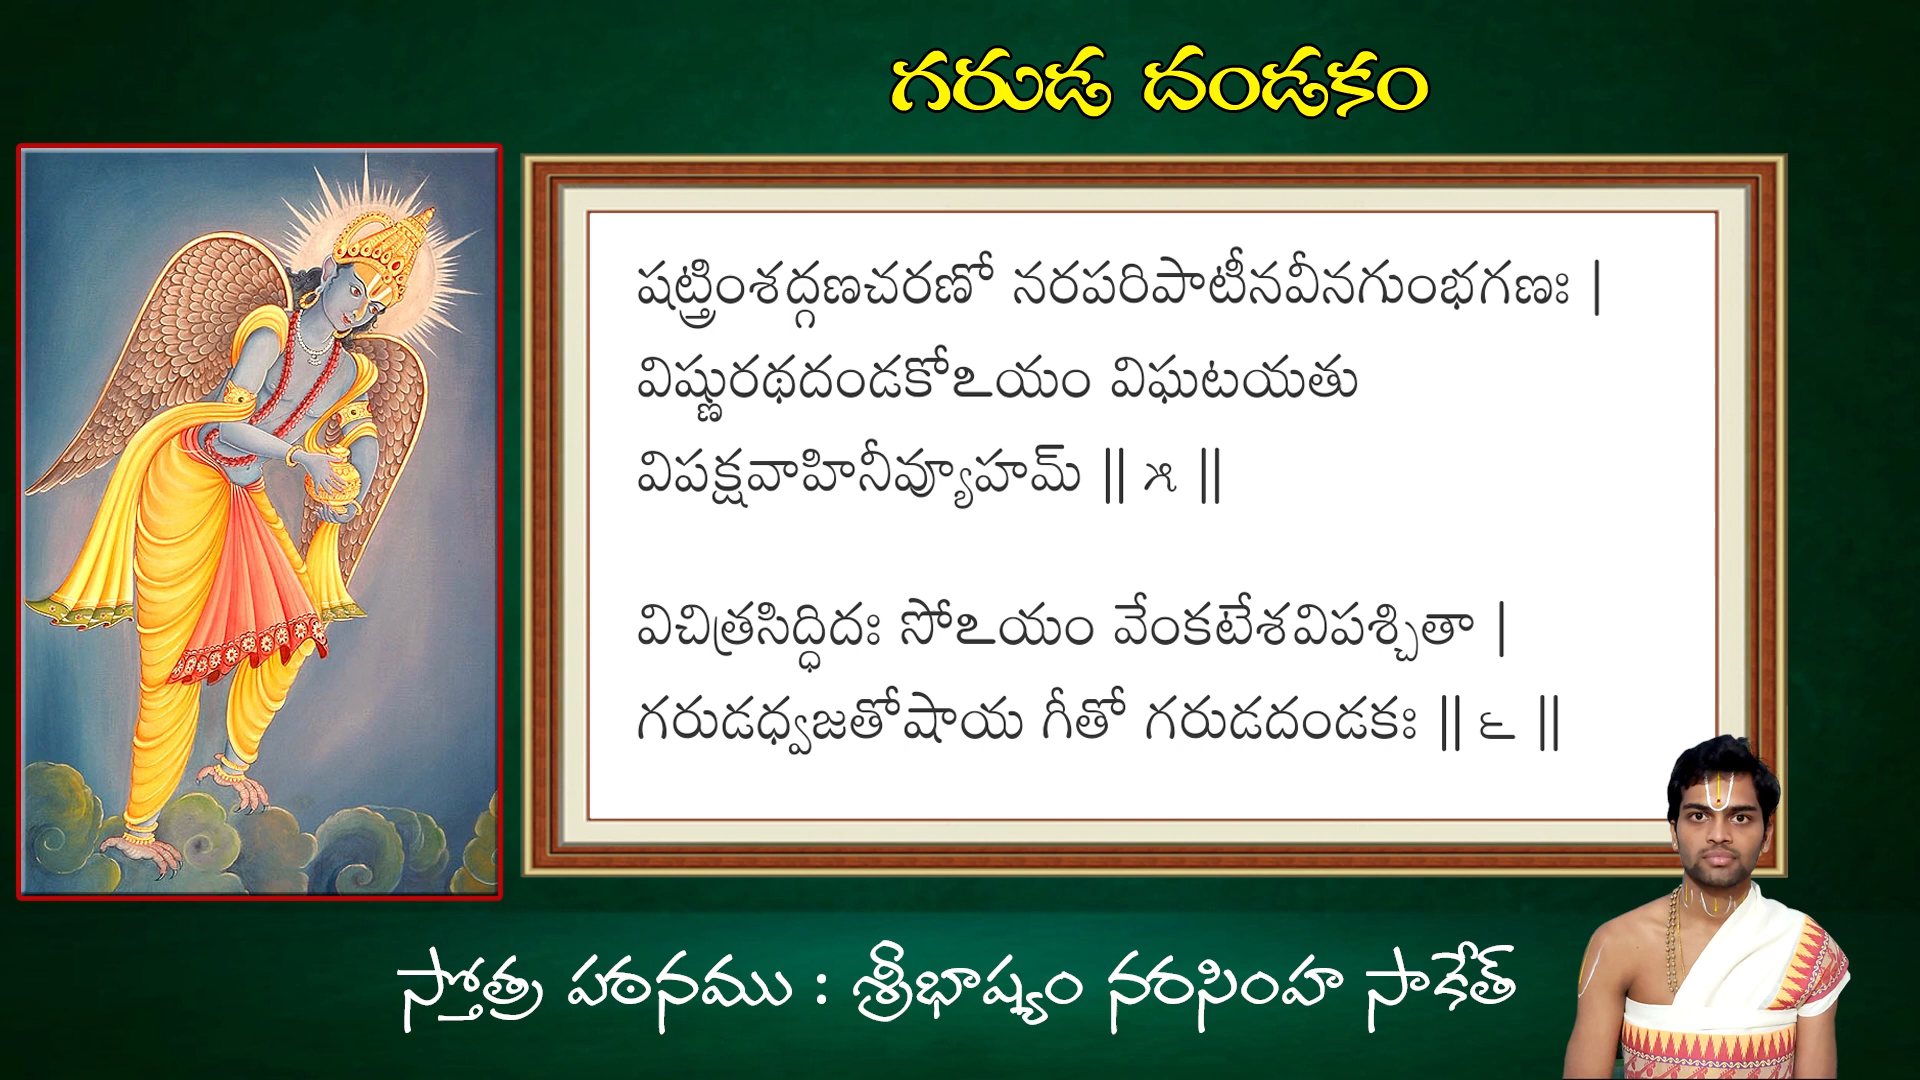 గరుడ దండకం
షట్త్రింశద్గణచరణో నరపరిపాటీనవీనగుంభగణః |
విష్ణురథదండకోఽయం విఘటయతు
విపక్షవాహినీవ్యూహమ్ || ౫ ||
విచిత్రసిద్ధిదః సోఽయం వేంకటేశవిపశ్చితా |
గరుడధ్వజతోషాయ గీతో గరుడదండకః || ౬ ||
స్తోత్ర పఠనము : శ్రీభాష్యం నరసింహ సాకేత్